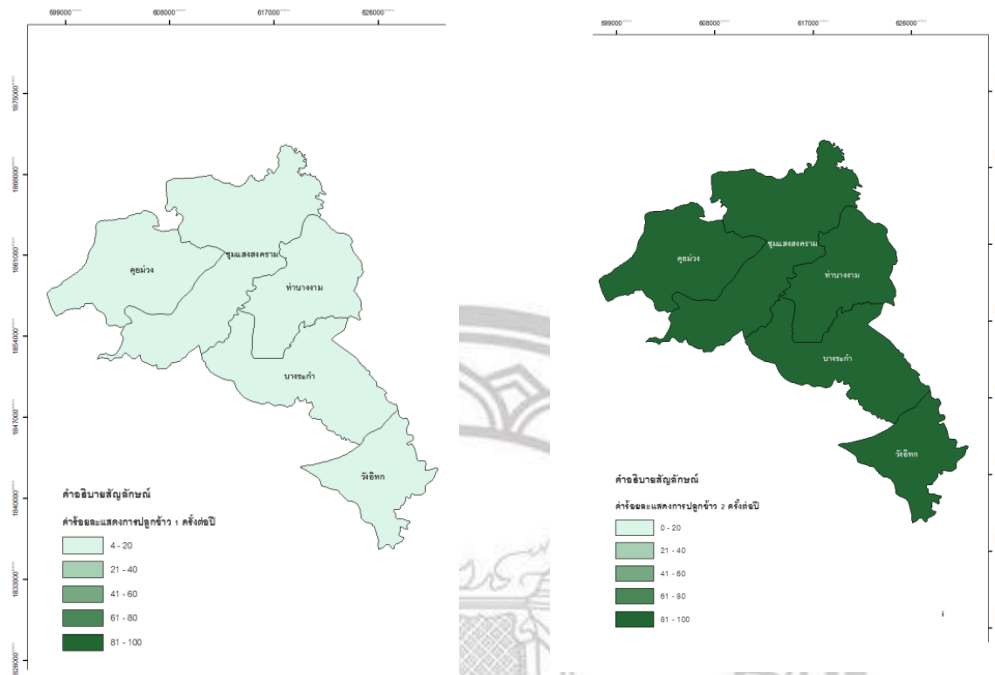 599000 608000 617000 626000
1875000
1868000
1861000
1854000
1847000
1840000
1833000
1826000
ชุมแสงสงคราม
คุยม่วง
ท่านางงาม
บางระกำ
วังอิทก
คำอธิบายสัญลักษณ์
ค่าร้อยละแสดงการปลูกข้าว 1 ครั้งต่อปี
4 - 20
21 - 40
41 - 60
61 - 80
81 - 100
599000 608000 617000 626000
ชุมแสงสงคราม
คุยม่วง
ท่านางงาม
บางระกำ
วังอิทก
คำอธิบายสัญลักษณ์
ค่าร้อยละแสดงการปลูกข้าว 2 ครั้งต่อปี
0 - 20
21 - 40
41 - 60
61 - 80
81 - 100